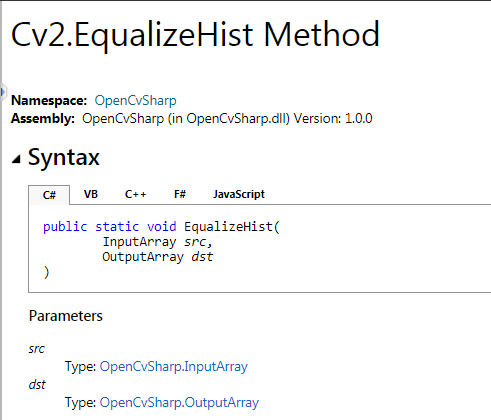 Cv2.EqualizeHist Method
Namespace: OpenCvSharp
Assembly: OpenCvSharp (in OpenCvSharp.dll) Version: 1.0.0
Syntax
C# VB C++ F# JavaScript
public static void EqualizeHist(
InputArray src,
OutputArray dst
)
Parameters
src
Type: OpenCvSharp.InputArray
dst
Type: OpenCvSharp.OutputArray